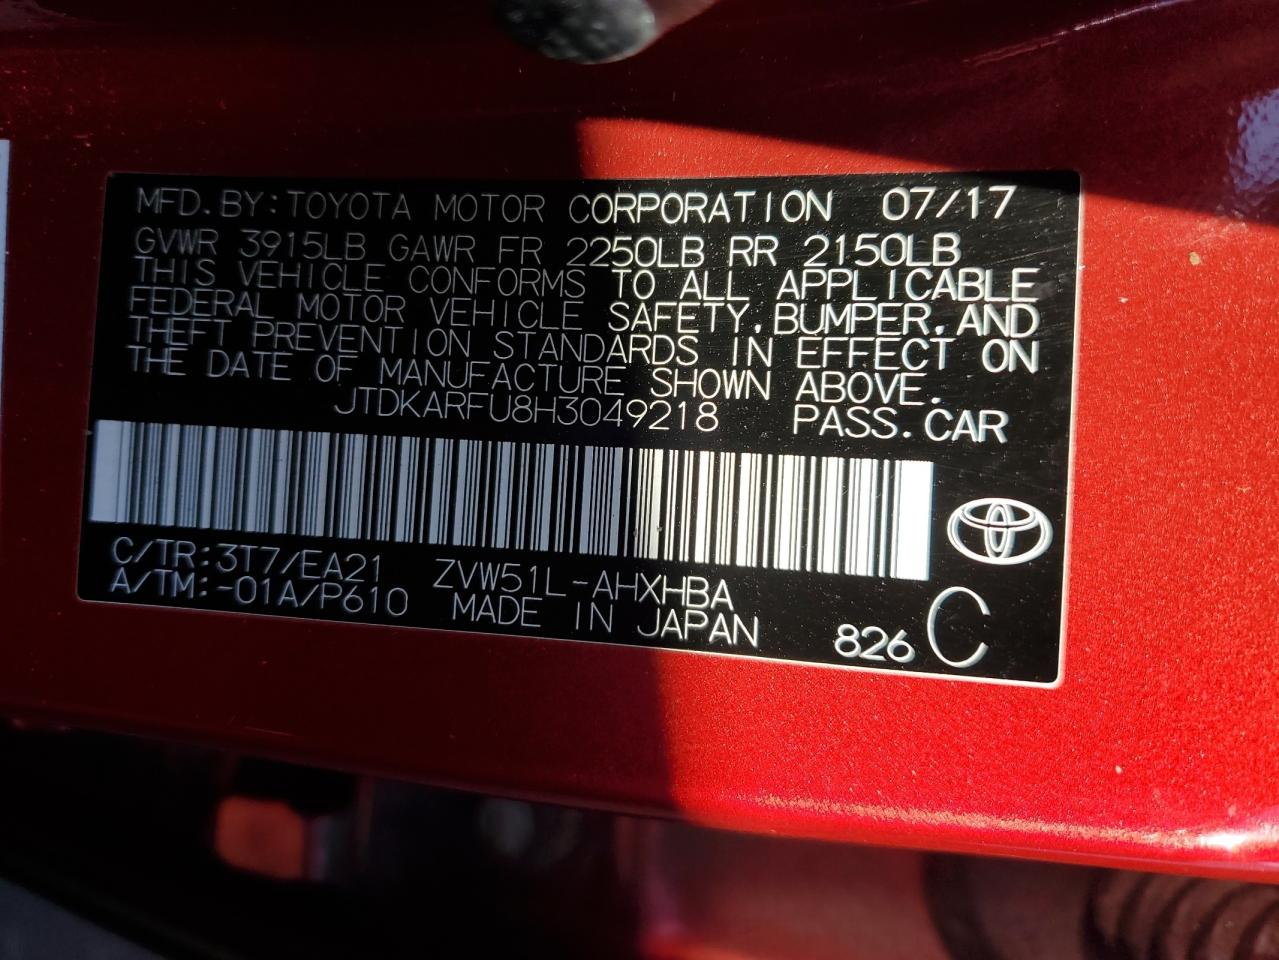 MFD.BY:TOYOTA MOTOR CORPORATION 07/17
GVWR 3915LB GAWR FR 2250LB RR 2150LB
THIS VEHICLE CONFORMS TO ALL APPLICABLE
FEDERAL MOTOR VEHICLE SAFETY,BUMPER,AND
THEFT PREVENTION STANDARDS IN EFFECT ON
THE DATE OF MANUFACTURE SHOWN ABOVE.
JTDKARFU8H3049218 PASS.CAR
C/TR:3T7/EA21 ZVW51L-AHXHBA
A/TM:-01A/P610 MADE IN JAPAN 826 C